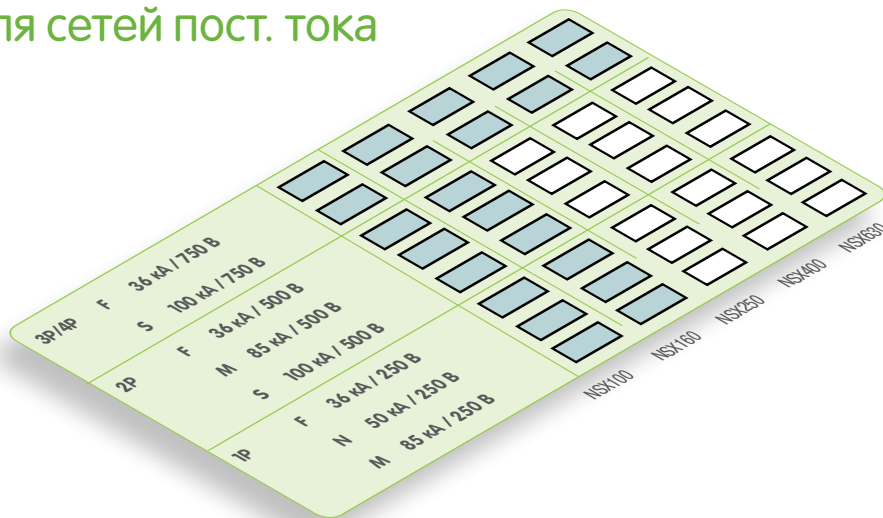 ля сетей пост. тока
3P/4P F 36 кА / 750 В
S 100 кА / 750 В
2P F 36 кА / 500 В
M 85 кА / 500 В
S 100 кА / 500 В
1P F 36 кА / 250 В
N 50 кА / 250 В
M 85 кА / 250 В
NSX100
NSX160
NSX250
NSX400
NSX630